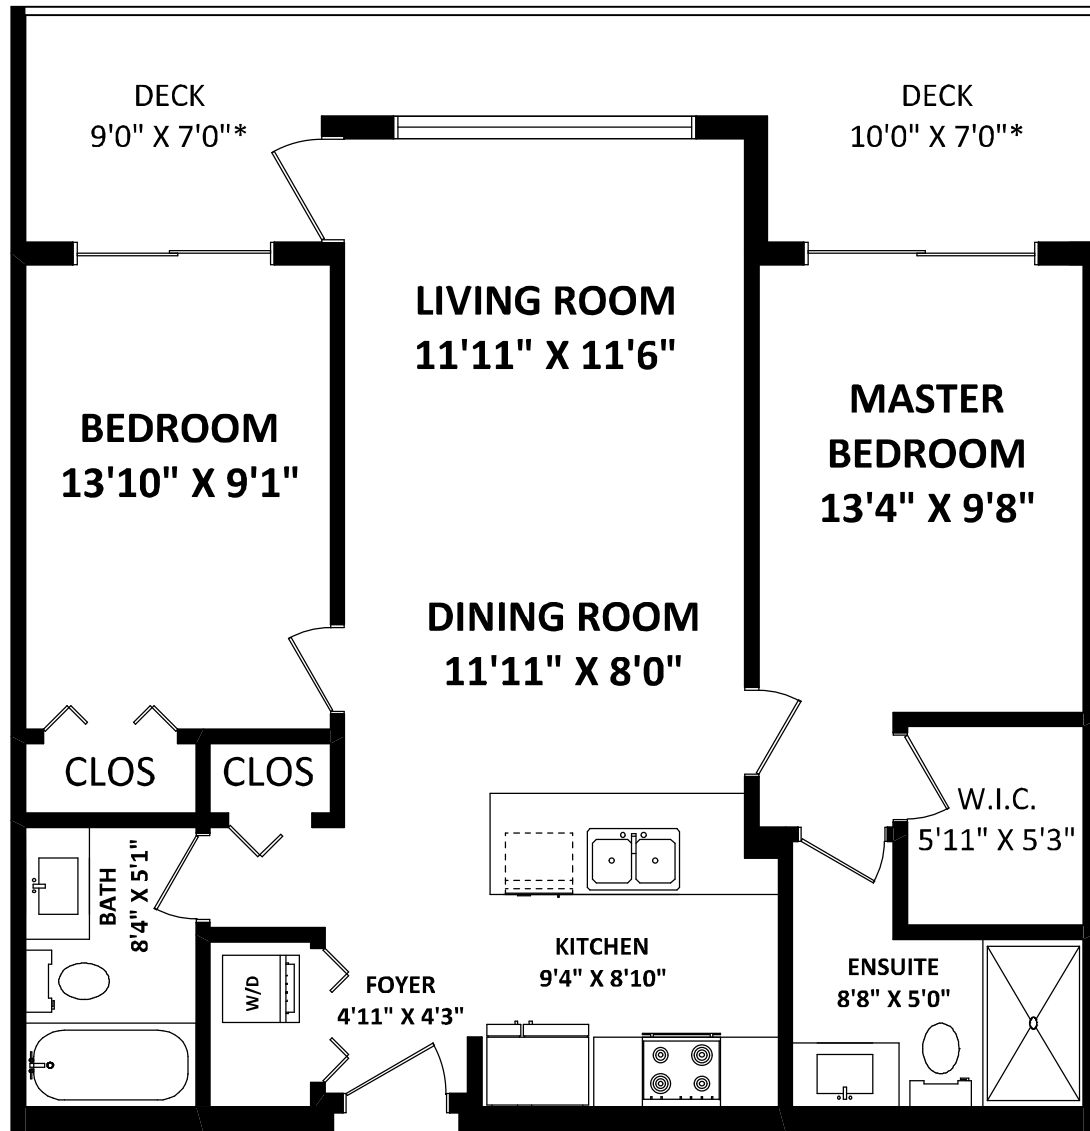 DECK
9'0" X 7'0"*
DECK
10'0" X 7'0"*
LIVING ROOM
11'11" X 11'6"
BEDROOM
13'10" X 9'1"
MASTER
BEDROOM
13'4" X 9'8"
DINING ROOM
11'11" X 8'0"
CLOS
CLOS
W.I.C.
5'11" X 5'3"
BATH
8'4" X 5'1"
KITCHEN
9'4" X 8'10"
W/D
FOYER
4'11" X 4'3"
ENSUITE
8'8" X 5'0"